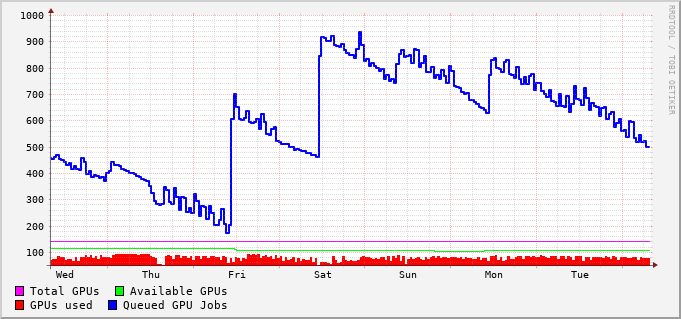 1000
900
800
700
600
500
400
300
200
100
Wed Thu Fri Sat Sun Mon Tue
Total GPUs Available GPUs
GPUs used Queued GPU Jobs
RRDTOOL / TOBI OETIKER